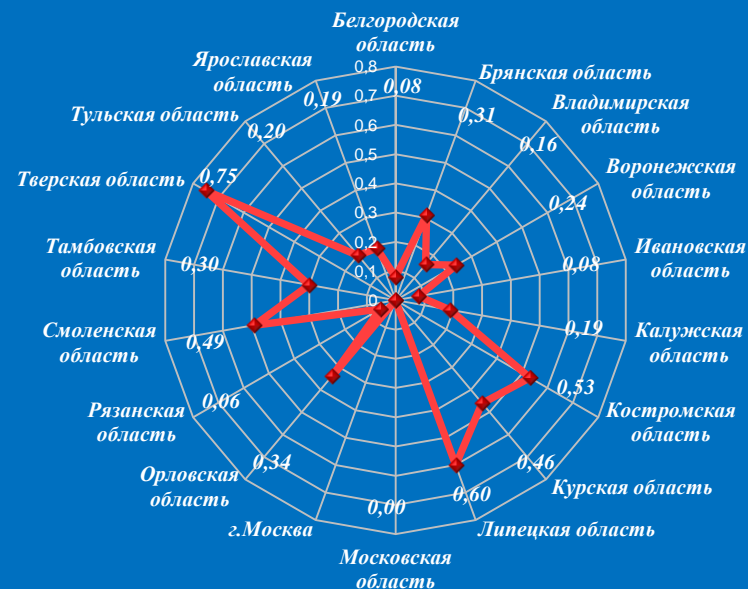 Белгородская
область
Брянская область
Владимирская
область
Воронежская
область
Ивановская
область
Калужская
область
Костромская
область
Курская область
Липецкая область
Московская
область
г.Москва
Орловская
область
Рязанская
область
Смоленская
область
Тамбовская
область
Тверская область
Тульская область
Ярославская
область
0,08
0,31
0,16
0,24
0,08
0,19
0,53
0,46
0,60
0,00
0,34
0,06
0,49
0,30
0,75
0,20
0,19
0,8
0,7
0,6
0,5
0,4
0,3
0,2
0,1
0